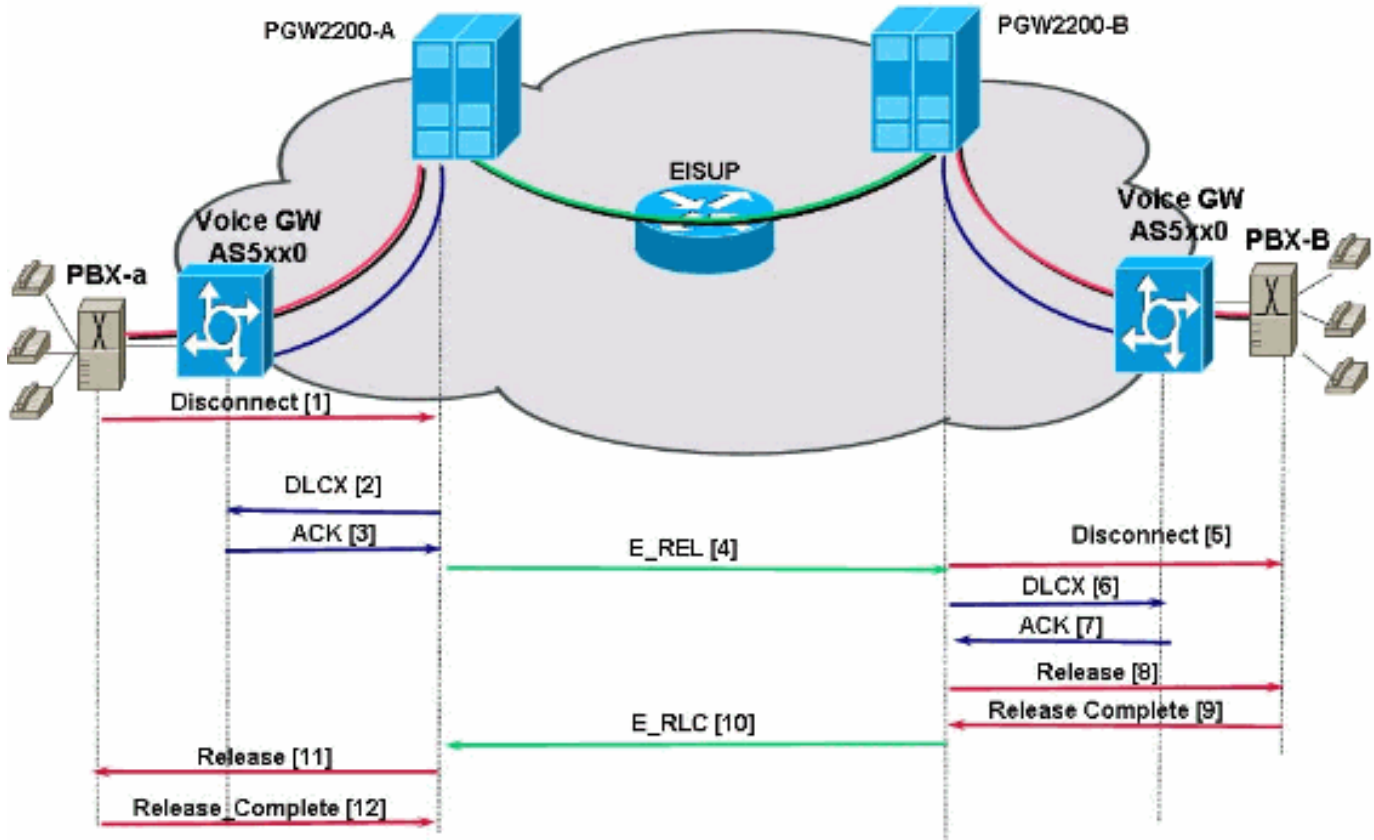 PGW2200-A
PGW2200-B
EISUP
Voice GW
AS5xx0
Voice GW
AS5xx0
PBX-a
PBX-B
Disconnect [1]
DLCX [2]
ACK [3]
E_REL [4]
Disconnect [5]
DLCX [6]
ACK [7]
Release [8]
Release Complete [9]
E_RLC [10]
Release [11]
Release_Complete [12]